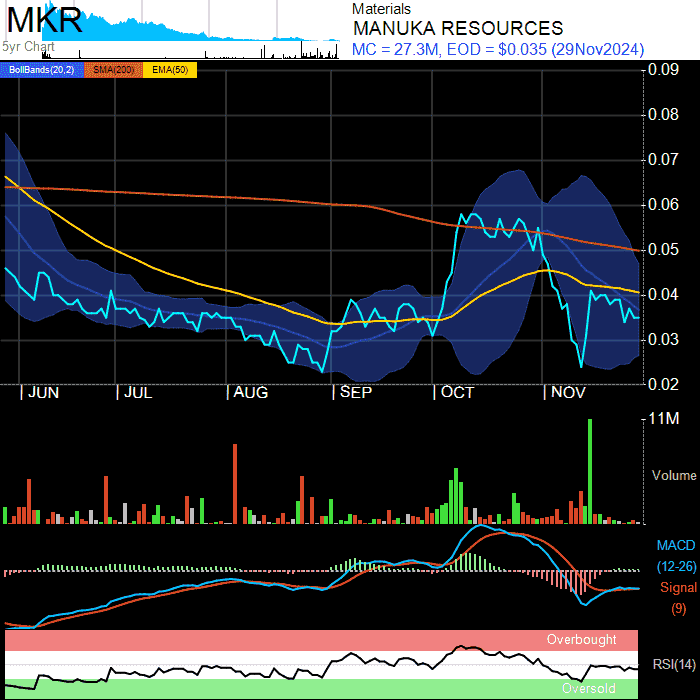 MKR
5yr Chart
Materials
MANUKA RESOURCES
MC = 27.3M, EOD = $0.035 (29Nov2024)
BollBands(20,2) SMA(200) EMA(50)
0.09
0.08
0.07
0.06
0.05
0.04
0.03
0.02
JUN JUL AUG SEP OCT NOV
11M
Volume
MACD
(12-26)
Signal
(9)
Overbought
RSI(14)
Oversold